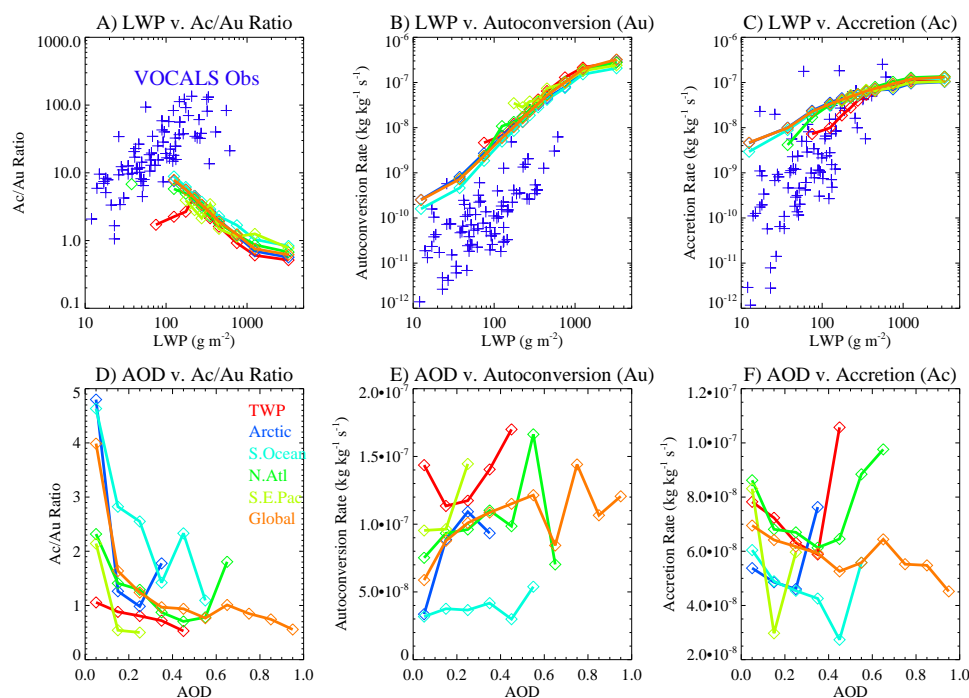 A) LWP v. Ac/Au Ratio
B) LWP v. Autoconversion (Au)
C) LWP v. Accretion (Ac)
Ac/Au Ratio
1000.0
100.0
10.0
1.0
0.1
VOCALS Obs
10
100
1000
LWP (g m⁻²)
Autoconversion Rate (kg kg⁻¹ s⁻¹)
10⁻⁶
10⁻⁷
10⁻⁸
10⁻⁹
10⁻¹⁰
10⁻¹¹
10⁻¹²
10
100
1000
LWP (g m⁻²)
Accretion Rate (kg kg⁻¹ s⁻¹)
10⁻⁶
10⁻⁷
10⁻⁸
10⁻⁹
10⁻¹⁰
10⁻¹¹
10⁻¹²
10
100
1000
LWP (g m⁻²)
D) AOD v. Ac/Au Ratio
E) AOD v. Autoconversion (Au)
F) AOD v. Accretion (Ac)
Ac/Au Ratio
5
4
3
2
1
0
TWP
Arctic
S.Ocean
N.Atl
S.E.Pac
Global
0.0
0.2
0.4
0.6
0.8
1.0
AOD
Autoconversion Rate (kg kg⁻¹ s⁻¹)
2.0•10⁻⁷
1.5•10⁻⁷
1.0•10⁻⁷
5.0•10⁻⁸
0
0.0
0.2
0.4
0.6
0.8
1.0
AOD
Accretion Rate (kg kg⁻¹ s⁻¹)
1.2•10⁻⁷
1.0•10⁻⁷
8.0•10⁻⁸
6.0•10⁻⁸
4.0•10⁻⁸
2.0•10⁻⁸
0.0
0.2
0.4
0.6
0.8
1.0
AOD